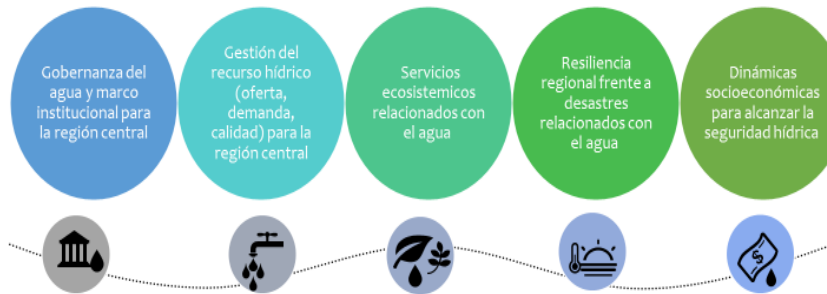 Gobernanza del
agua y marco
institucional para
la región central
Gestión del
recurso hídrico
(oferta,
demanda,
calidad) para la
región central
Servicios
ecosistemicos
relacionados con
el agua
Resiliencia
regional frente a
desastres
relacionados con
el agua
Dinámicas
socioeconómicas
para alcanzar la
seguridad hídrica